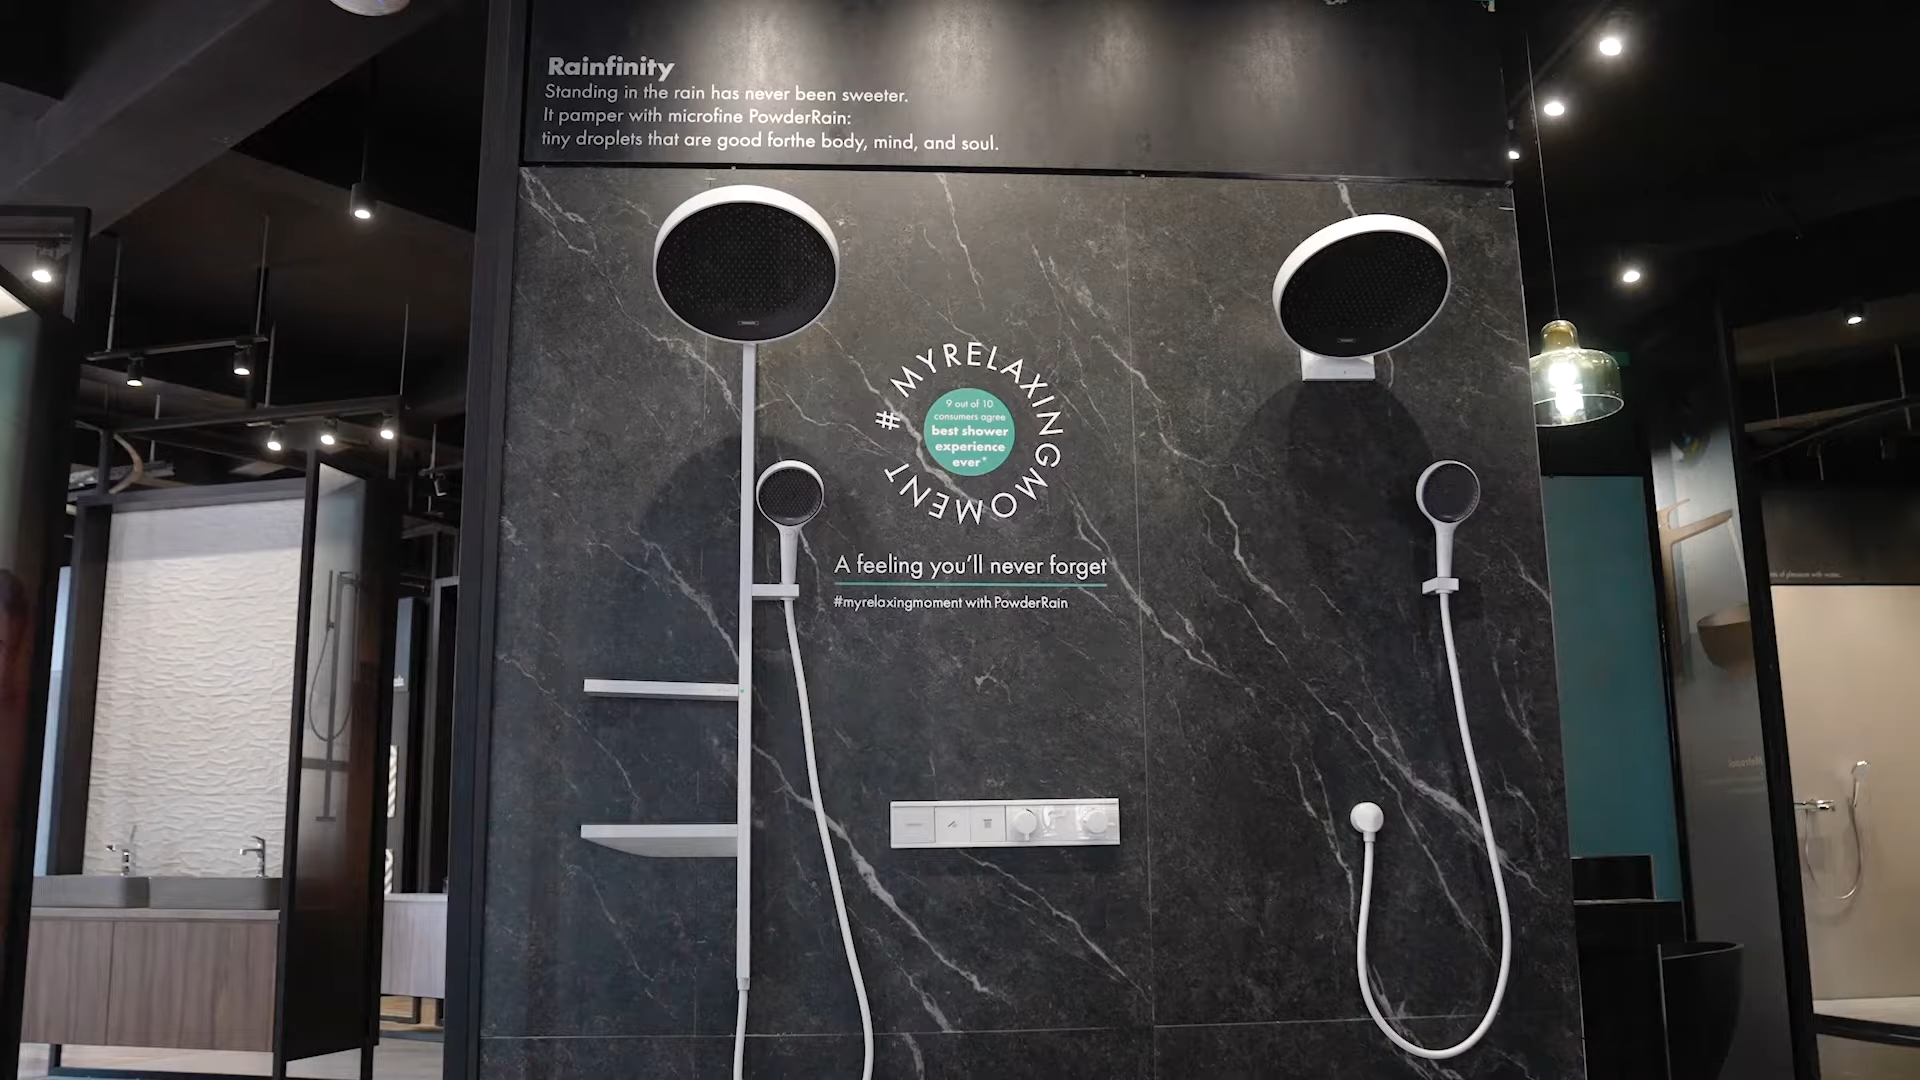 Rainfinity
Standing in the rain has never been sweeter.
It pamper with microfine PowderRain:
tiny droplets that are good forthe body, mind, and soul.
#MYRELAXINGMOMENT
9 out of 10
consumers agree
best shower
experience
ever*
A feeling you'll never forget
#myrelaxingmoment with PowderRain